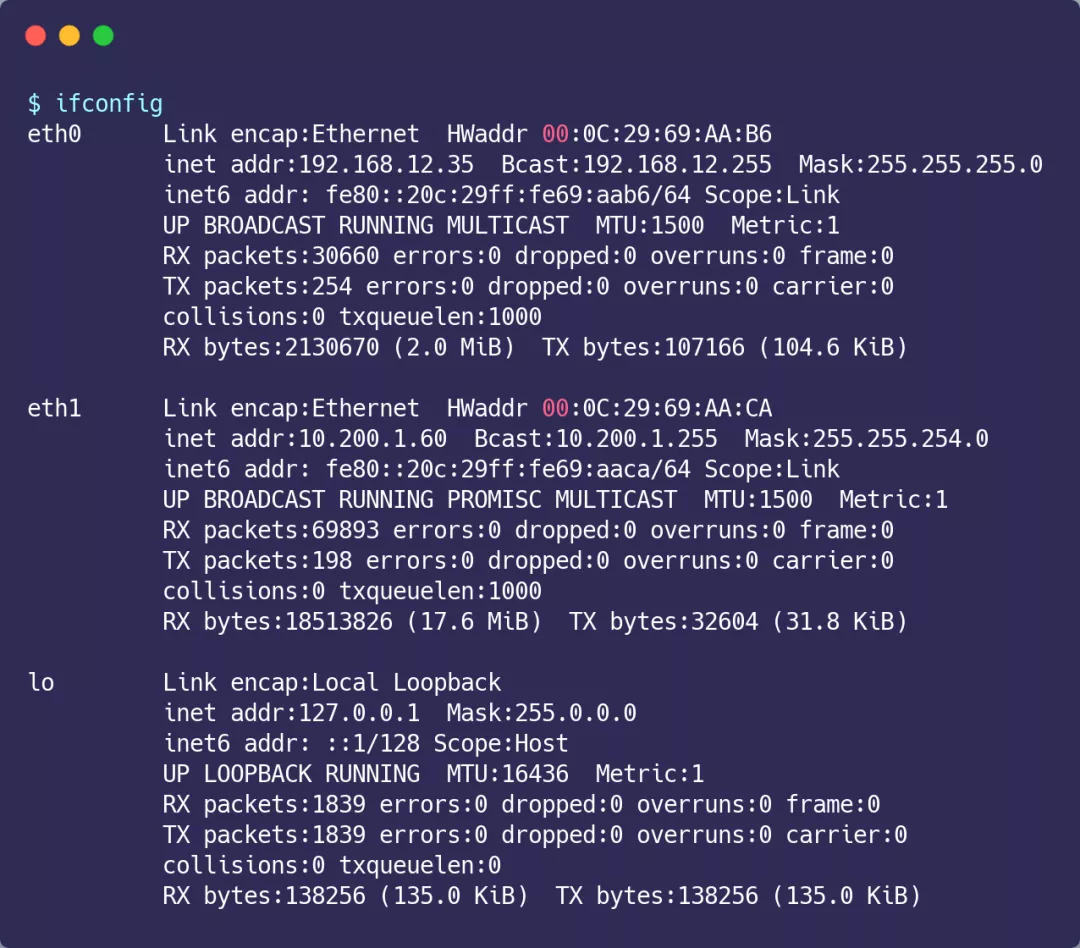 $ ifconfig
eth0      Link encap:Ethernet  HWaddr 00:0C:29:69:AA:B6
          inet addr:192.168.12.35  Bcast:192.168.12.255  Mask:255.255.255.0
          inet6 addr: fe80::20c:29ff:fe69:aab6/64 Scope:Link
          UP BROADCAST RUNNING MULTICAST  MTU:1500  Metric:1
          RX packets:30660 errors:0 dropped:0 overruns:0 frame:0
          TX packets:254 errors:0 dropped:0 overruns:0 carrier:0
          collisions:0 txqueuelen:1000
          RX bytes:2130670 (2.0 MiB)  TX bytes:107166 (104.6 KiB)

eth1      Link encap:Ethernet  HWaddr 00:0C:29:69:AA:CA
          inet addr:10.200.1.60  Bcast:10.200.1.255  Mask:255.255.254.0
          inet6 addr: fe80::20c:29ff:fe69:aaca/64 Scope:Link
          UP BROADCAST RUNNING PROMISC MULTICAST  MTU:1500  Metric:1
          RX packets:69893 errors:0 dropped:0 overruns:0 frame:0
          TX packets:198 errors:0 dropped:0 overruns:0 carrier:0
          collisions:0 txqueuelen:1000
          RX bytes:18513826 (17.6 MiB)  TX bytes:32604 (31.8 KiB)

lo        Link encap:Local Loopback
          inet addr:127.0.0.1  Mask:255.0.0.0
          inet6 addr: ::1/128 Scope:Host
          UP LOOPBACK RUNNING  MTU:16436  Metric:1
          RX packets:1839 errors:0 dropped:0 overruns:0 frame:0
          TX packets:1839 errors:0 dropped:0 overruns:0 carrier:0
          collisions:0 txqueuelen:0
          RX bytes:138256 (135.0 KiB)  TX bytes:138256 (135.0 KiB)